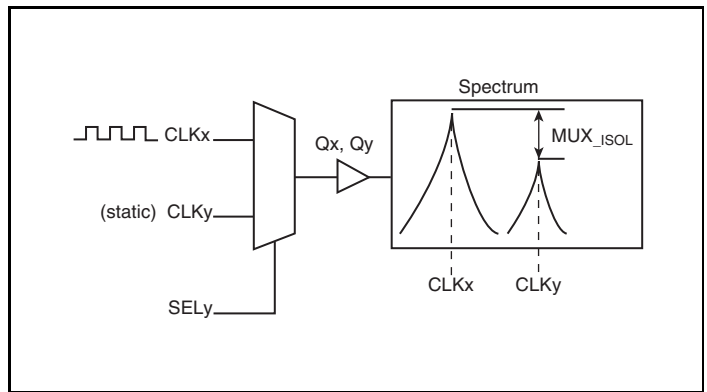 Spectrum
CLKx
Qx, Qy
MUX_ISOL
(static) CLKy
SELy
CLKx CLKy